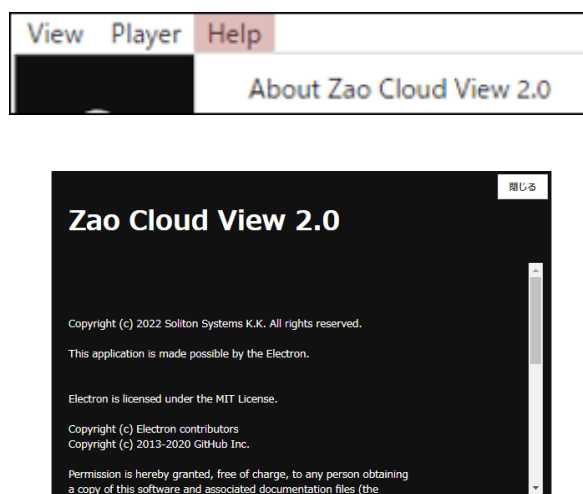 View Player Help
About Zao Cloud View 2.0
閉じる
Zao Cloud View 2.0
Copyright (c) 2022 Soliton Systems K.K. All rights reserved.
This application is made possible by the Electron.
Electron is licensed under the MIT License.
Copyright (c) Electron contributors
Copyright (c) 2013-2020 GitHub Inc.
Permission is hereby granted, free of charge, to any person obtaining
a copy of this software and associated documentation files (the